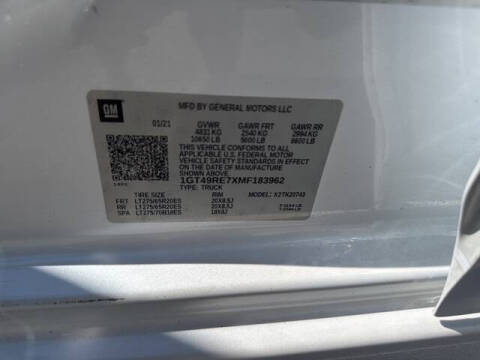 GM
MFD BY GENERAL MOTORS LLC
01/21 GVWR GAWR FRT GAWR RR
4831 KG 2540 KG 2994 KG
10650 LB 5600 LB 6600 LB
THIS VEHICLE CONFORMS TO ALL APPLICABLE
U.S. FEDERAL MOTOR
VEHICLE SAFETY STANDARDS IN EFFECT
ON THE DATE OF MANUFACTURE
SHOWN ABOVE.
1GT49RE7XMF183962
TYPE: TRUCK
TIRE SIZE RIM MODEL: K2TK20743
FRT LT275/65R20ES 20X8.5J
RR LT275/65R20ES 20X8.5J
SPA LT275/70R18ES 18X8J